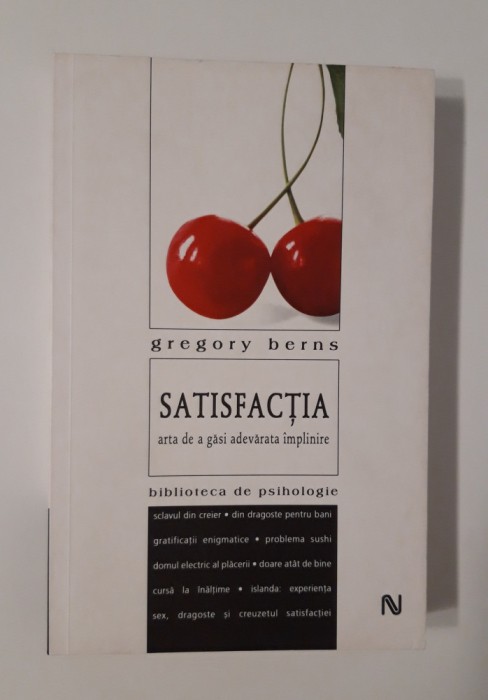 gregory berns
SATISFACȚIA
arta de a găsi adevărata împlinire
biblioteca de psihologie
sclavul din creier • din dragoste pentru bani
gratificații enigmatice • problema sushi
domul electric al plăcerii • doare atât de bine
cursă la înălțime • islanda: experiența
sex, dragoste și creuzetul satisfacției
N